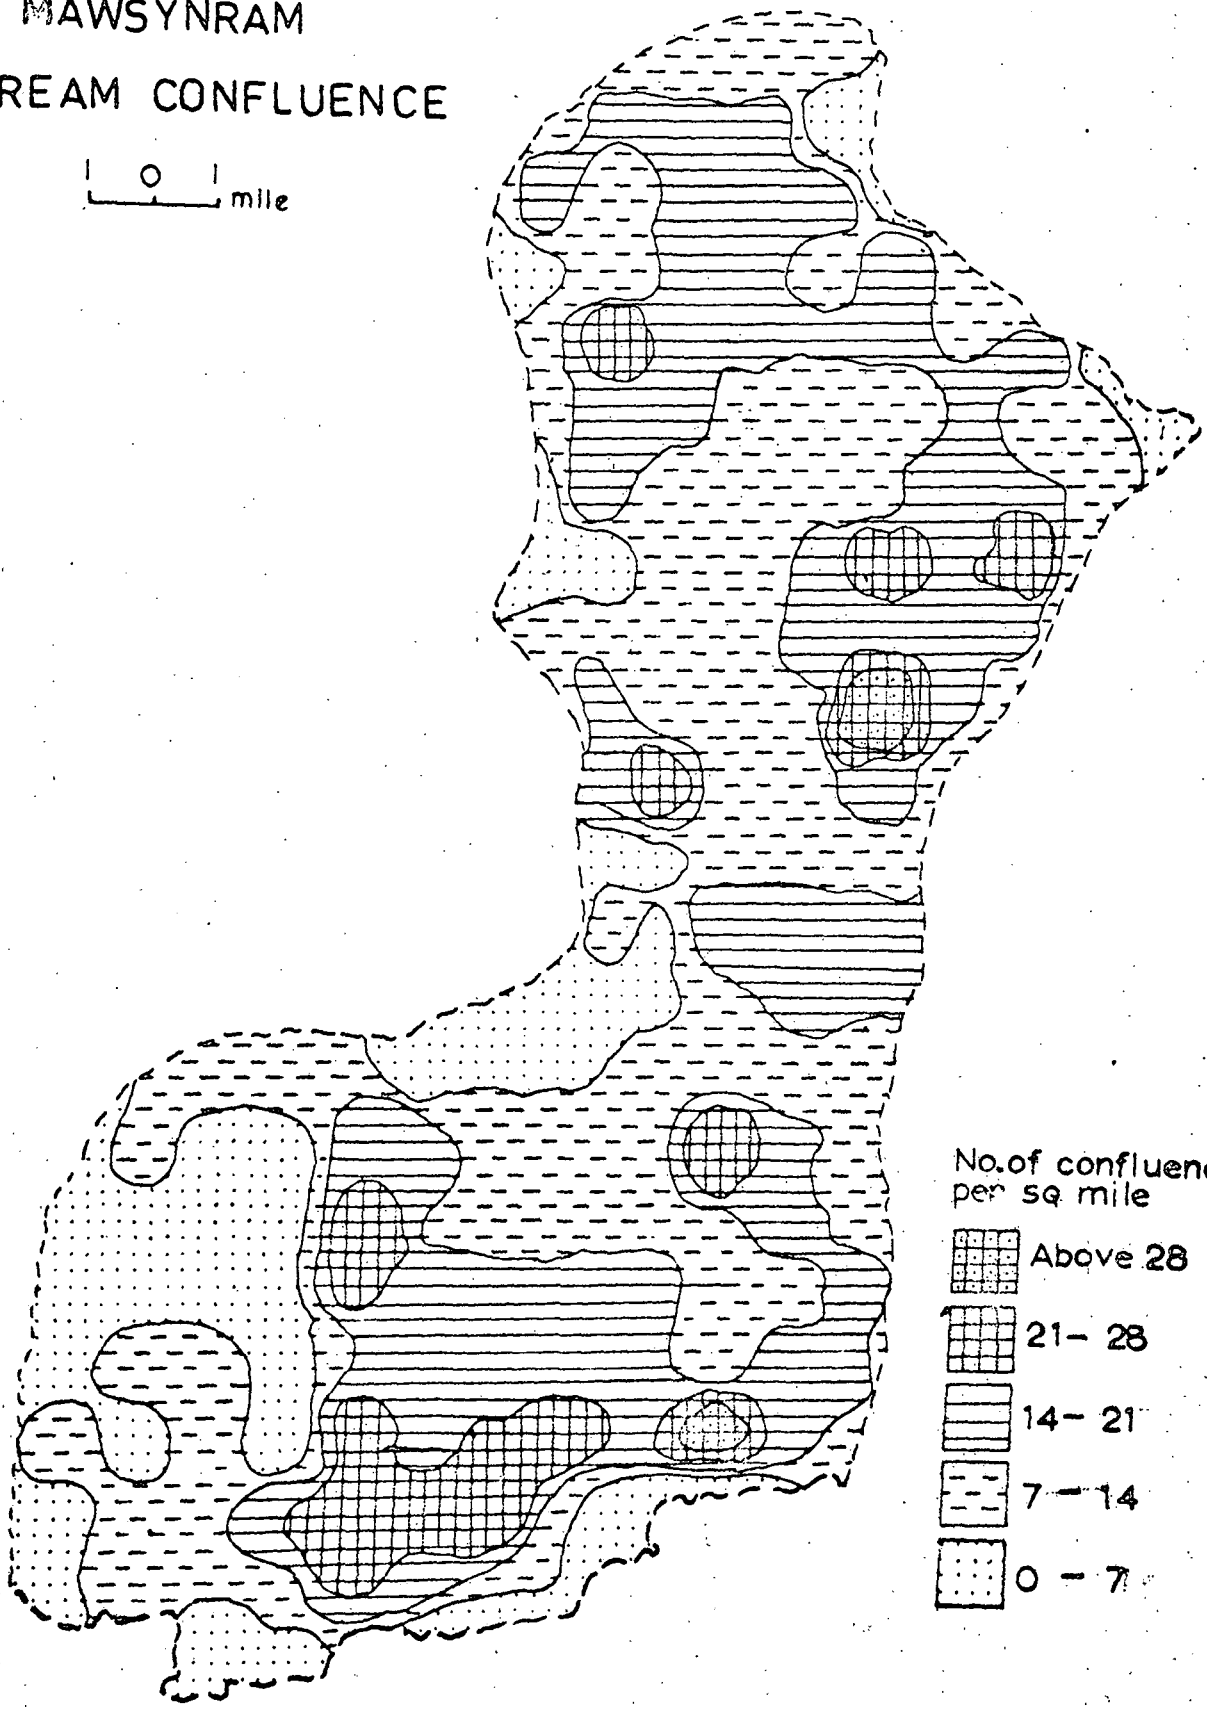 MAWSYNRAM
REAM CONFLUENCE
1 0 1 mile
No. of confluenc
per sq mile
Above 28
21 - 28
14 - 21
7 - 14
0 - 7